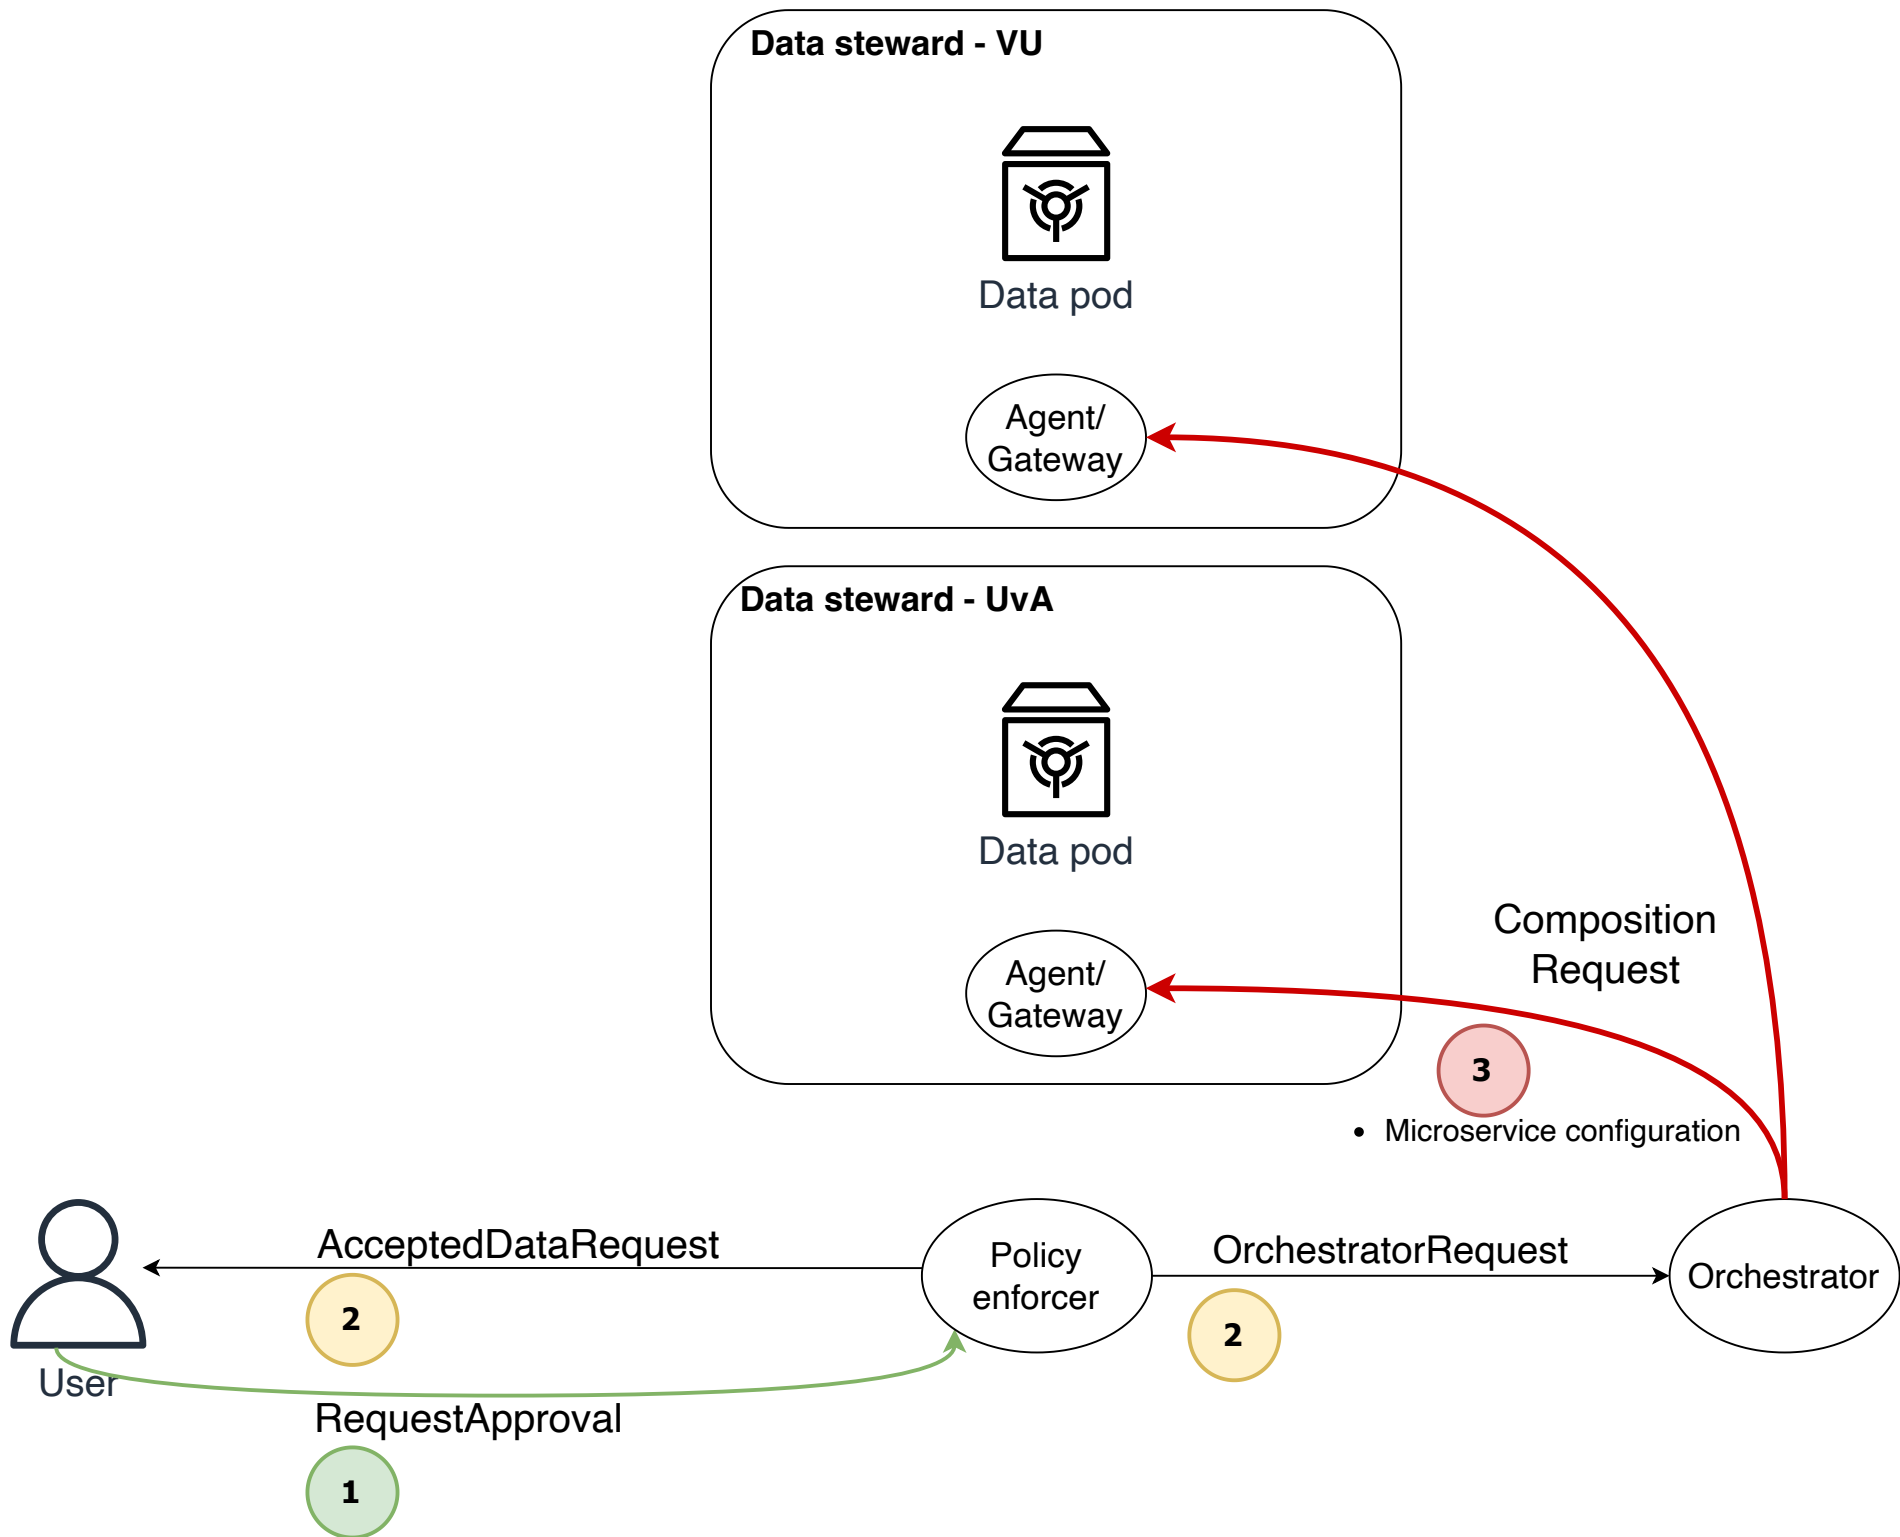 Data steward - VU
Data pod
Agent/
Gateway
Data steward - UvA
Data pod
Agent/
Gateway
Composition
Request
3
• Microservice configuration
AcceptedDataRequest
2
Policy
enforcer
OrchestratorRequest
2
Orchestrator
User
RequestApproval
1